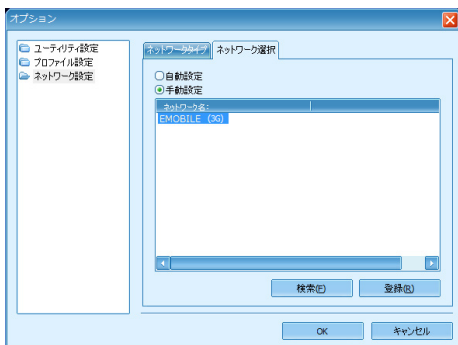 オプション
ユーティリティ設定
プロファイル設定
ネットワーク設定
ネットワークタイプ ネットワーク選択
自動設定
手動設定
ネットワーク名:
EMOBILE (3G)
検索(F) 登録(R)
OK キャンセル